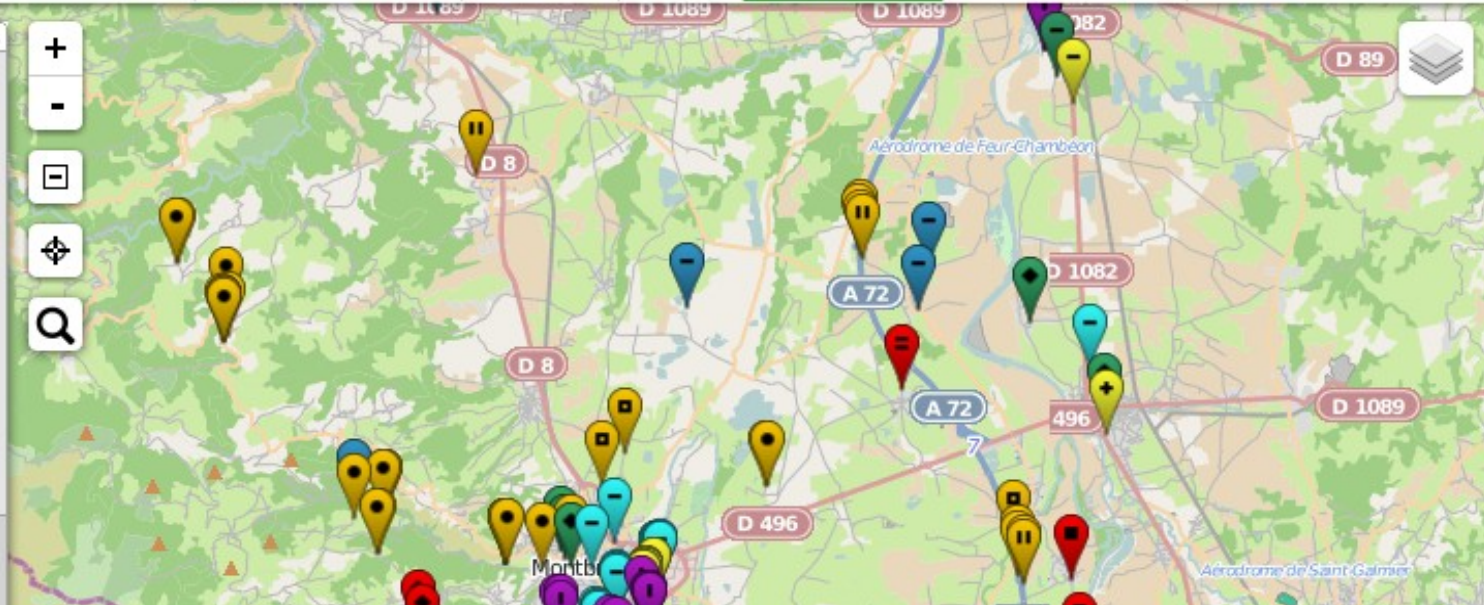 D 1089
D 1089
D 1089
082
D 89
+
-
Aérodrome de Feur-Chambéon
D 8
D 1082
A 72
D 8
A 72
496
D 1089
7
D 496
Montb
Aérodrome de Saint-Galmier